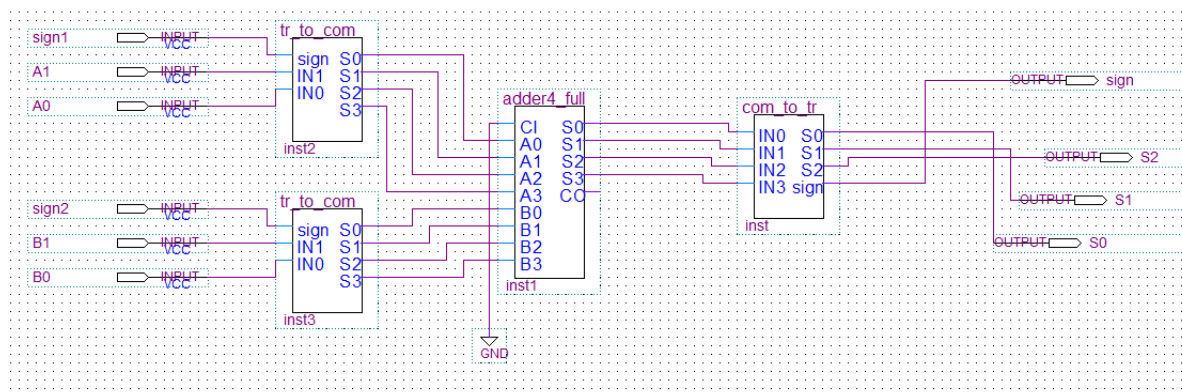 tr_to_com
sign1 INPUT VCC
A1 INPUT VCC
A0 INPUT VCC
sign S0
IN1 S1
IN0 S2
S3
inst2
adder4_full
CI S0
A0 S1
A1 S2
A2 S3
A3 CO
B0
B1
B2
B3
inst1
com_to_tr
IN0 S0
IN1 S1
IN2 S2
IN3 sign
inst
OUTPUT sign
OUTPUT S2
OUTPUT S1
OUTPUT S0
tr_to_com
sign2 INPUT VCC
B1 INPUT VCC
B0 INPUT VCC
sign S0
IN1 S1
IN0 S2
S3
inst3
GND